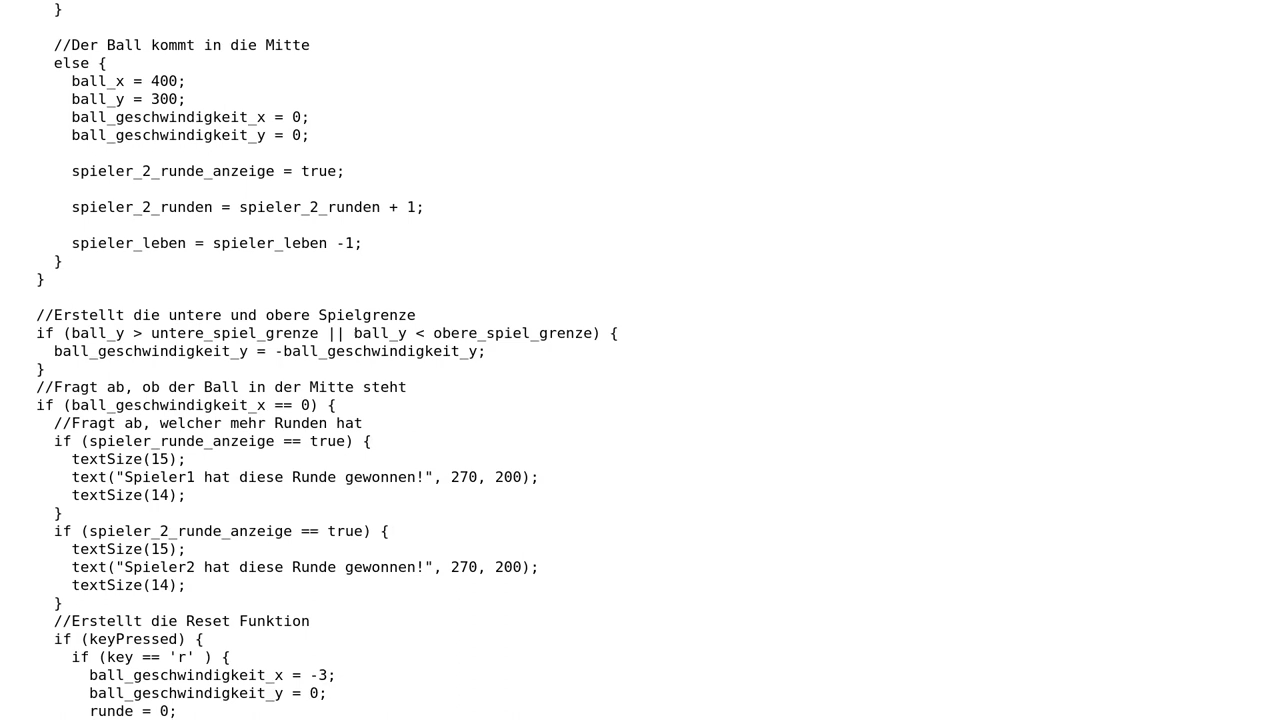 }
//Der Ball kommt in die Mitte
else {
ball_x = 400;
ball_y = 300;
ball_geschwindigkeit_x = 0;
ball_geschwindigkeit_y = 0;
spieler_2_runde_anzeige = true;
spieler_2_runden = spieler_2_runden + 1;
spieler_leben = spieler_leben -1;
}
}
//Erstellt die untere und obere Spielgrenze
if (ball_y > untere_spiel_grenze || ball_y < obere_spiel_grenze) {
ball_geschwindigkeit_y = -ball_geschwindigkeit_y;
}
//Fragt ab, ob der Ball in der Mitte steht
if (ball_geschwindigkeit_x == 0) {
//Fragt ab, welcher mehr Runden hat
if (spieler_runde_anzeige == true) {
textSize(15);
text("Spieler1 hat diese Runde gewonnen!", 270, 200);
textSize(14);
}
if (spieler_2_runde_anzeige == true) {
textSize(15);
text("Spieler2 hat diese Runde gewonnen!", 270, 200);
textSize(14);
}
//Erstellt die Reset Funktion
if (keyPressed) {
if (key == 'r' ) {
ball_geschwindigkeit_x = -3;
ball_geschwindigkeit_y = 0;
runde = 0;